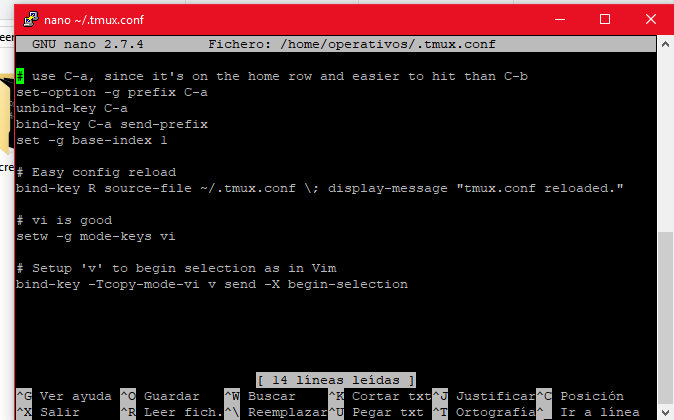 nano ~/.tmux.conf
GNU nano 2.7.4 Fichero: /home/operativos/.tmux.conf
# use C-a, since it's on the home row and easier to hit than C-b
set-option -g prefix C-a
unbind-key C-a
bind-key C-a send-prefix
set -g base-index 1
# Easy config reload
bind-key R source-file ~/.tmux.conf \; display-message "tmux.conf reloaded."
# vi is good
setw -g mode-keys vi
# Setup 'v' to begin selection as in Vim
bind-key -Tcopy-mode-vi v send -X begin-selection
[ 14 líneas leídas ]
^G Ver ayuda ^O Guardar ^W Buscar ^K Cortar txt ^J Justificar ^C Posición
^X Salir ^R Leer fich. ^\ Reemplazar ^U Pegar txt ^T Ortografía ^_ Ir a línea